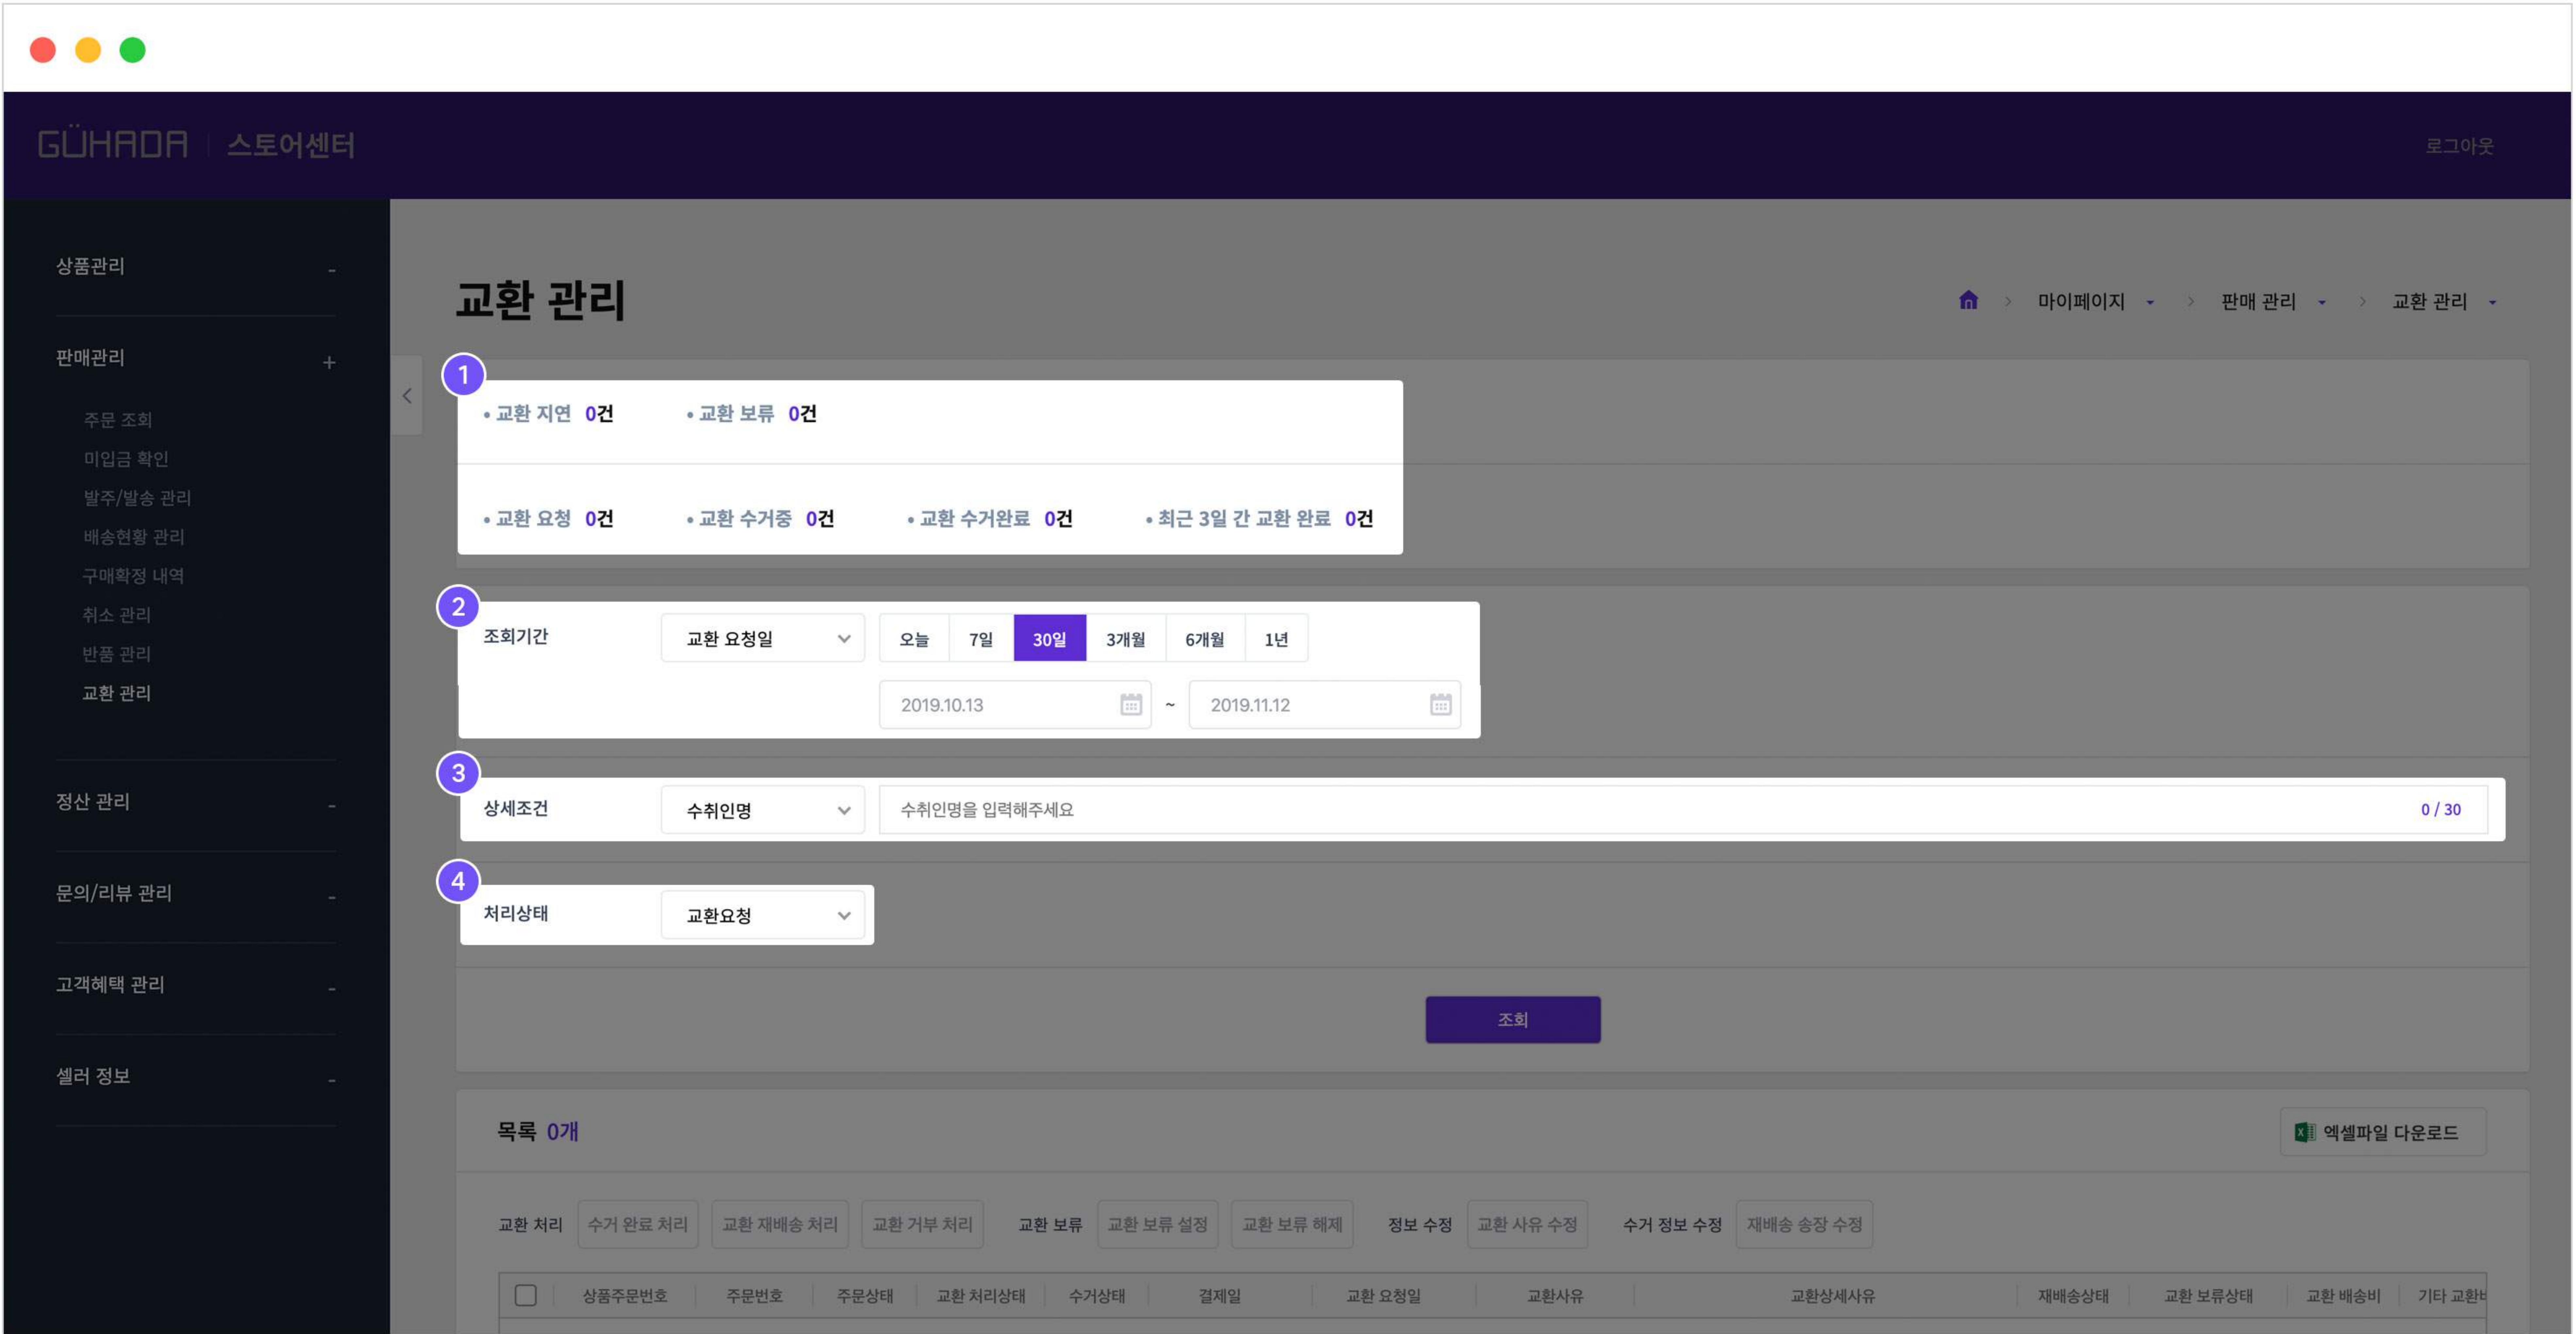 GÜHADA | 스토어센터 로그아웃
상품관리 -
판매관리 +
주문 조회
미입금 확인
발주/발송 관리
배송현황 관리
구매확정 내역
취소 관리
반품 관리
교환 관리
정산 관리 -
문의/리뷰 관리 -
고객혜택 관리 -
셀러 정보 -
교환 관리 > 마이페이지 > 판매 관리 > 교환 관리
1
• 교환 지연 0건 • 교환 보류 0건
• 교환 요청 0건 • 교환 수거중 0건 • 교환 수거완료 0건 • 최근 3일 간 교환 완료 0건
2
조회기간 교환 요청일 오늘 7일 30일 3개월 6개월 1년
2019.10.13 ~ 2019.11.12
3
상세조건 수취인명 수취인명을 입력해주세요 0 / 30
4
처리상태 교환요청
조회
목록 0개 엑셀파일 다운로드
교환 처리 수거 완료 처리 교환 재배송 처리 교환 거부 처리 교환 보류 교환 보류 설정 교환 보류 해제 정보 수정 교환 사유 수정 수거 정보 수정 재배송 송장 수정
상품주문번호 주문번호 주문상태 교환 처리상태 수거상태 결제일 교환 요청일 교환사유 교환상세사유 재배송상태 교환 보류상태 교환 배송비 기타 교환